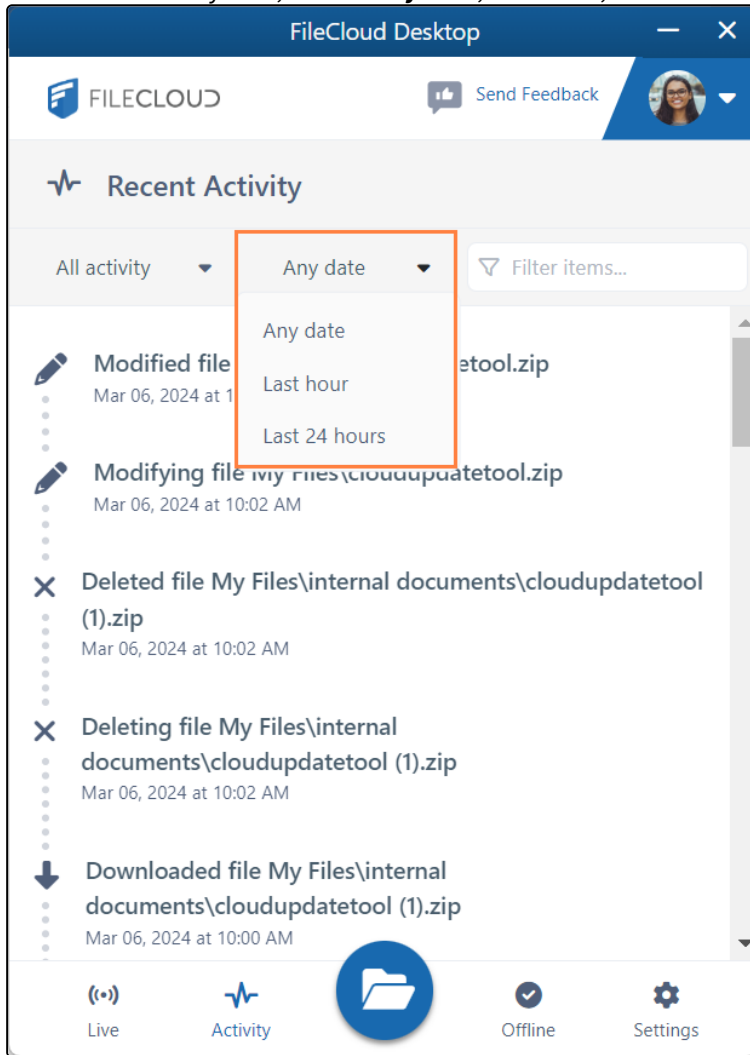 FileCloud Desktop
FILECLOUD
Send Feedback
Recent Activity
All activity
Any date
Filter items...
Any date
Last hour
Last 24 hours
Modified file
etool.zip
Mar 06, 2024 at 1
Modifying file My Files\cloudupdatetool.zip
Mar 06, 2024 at 10:02 AM
Deleted file My Files\internal documents\cloudupdatetool
(1).zip
Mar 06, 2024 at 10:02 AM
Deleting file My Files\internal
documents\cloudupdatetool (1).zip
Mar 06, 2024 at 10:02 AM
Downloaded file My Files\internal
documents\cloudupdatetool (1).zip
Mar 06, 2024 at 10:00 AM
Live
Activity
Offline
Settings